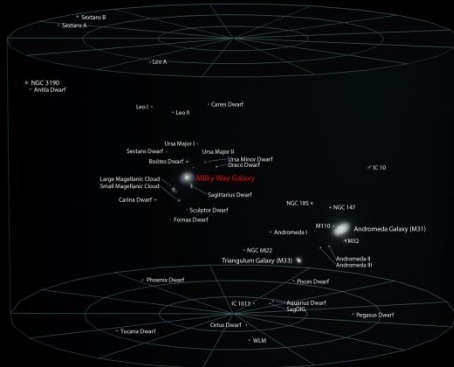 Sextans B
Sextans A
Leo A
NGC 3190
Antila Dwarf
Leo I
Leo II
Canes Dwarf
Ursa Major I
Sextans Dwarf
Ursa Major II
Boötes Dwarf
Ursa Minor Dwarf
Draco Dwarf
IC 10
Milky Way Galaxy
Large Magellanic Cloud
Small Magellanic Cloud
Sagittarius Dwarf
Carina Dwarf
NGC 185
NGC 147
Sculptor Dwarf
Fornax Dwarf
M110
Andromeda Galaxy (M31)
Andromeda I
M32
NGC 6822
Triangulum Galaxy (M33)
Andromeda II
Andromeda III
Phoenix Dwarf
Pisces Dwarf
IC 1613
Aquarius Dwarf
SagDIG
Pegasus Dwarf
Cetus Dwarf
Tucana Dwarf
WLM